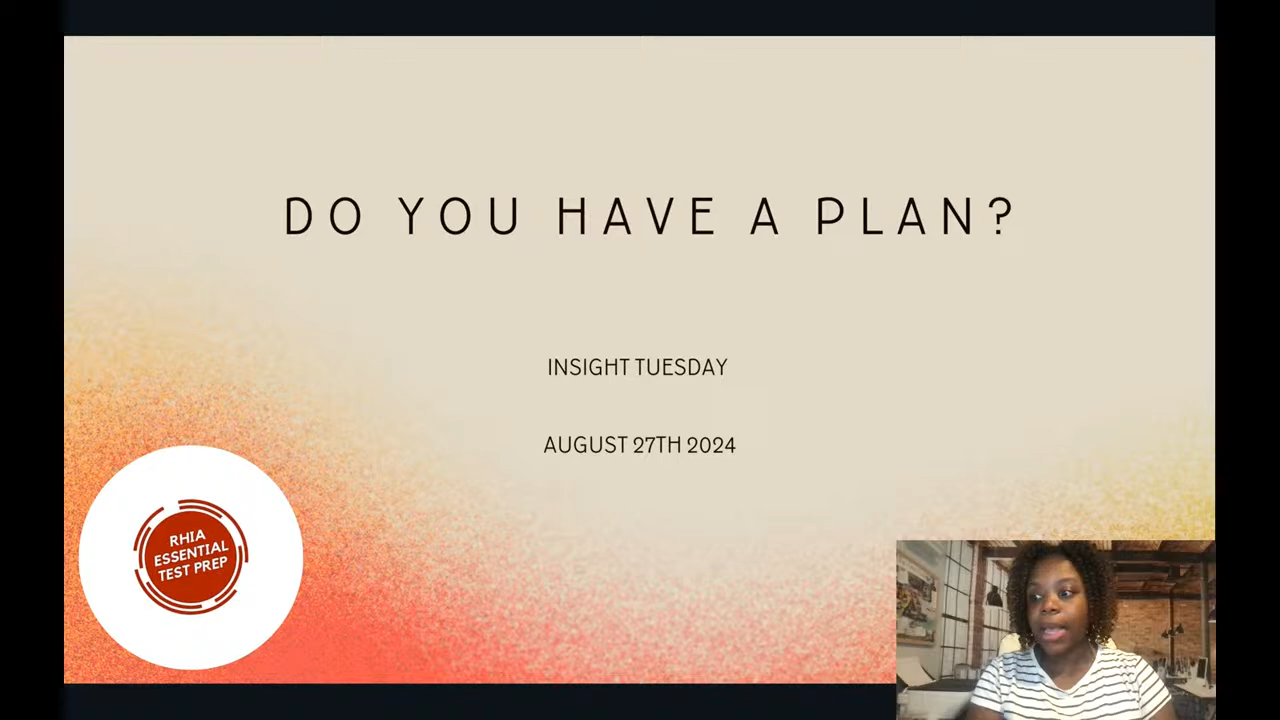 DO YOU HAVE A PLAN?
INSIGHT TUESDAY
AUGUST 27TH 2024
RHIA
ESSENTIAL
TEST PREP